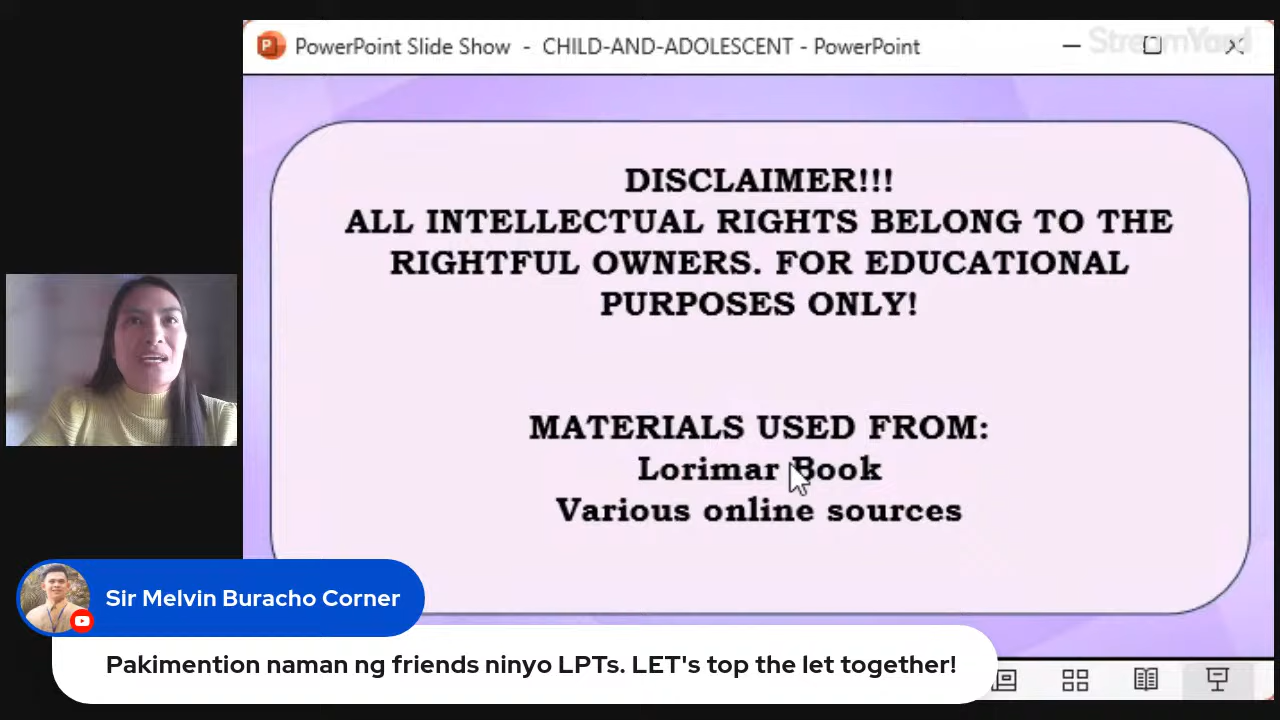 PowerPoint Slide Show - CHILD-AND-ADOLESCENT - PowerPoint
StreamYard
DISCLAIMER!!!
ALL INTELLECTUAL RIGHTS BELONG TO THE
RIGHTFUL OWNERS. FOR EDUCATIONAL
PURPOSES ONLY!
MATERIALS USED FROM:
Lorimar Book
Various online sources
Sir Melvin Buracho Corner
Pakimention naman ng friends ninyo LPTs. LET's top the let together!